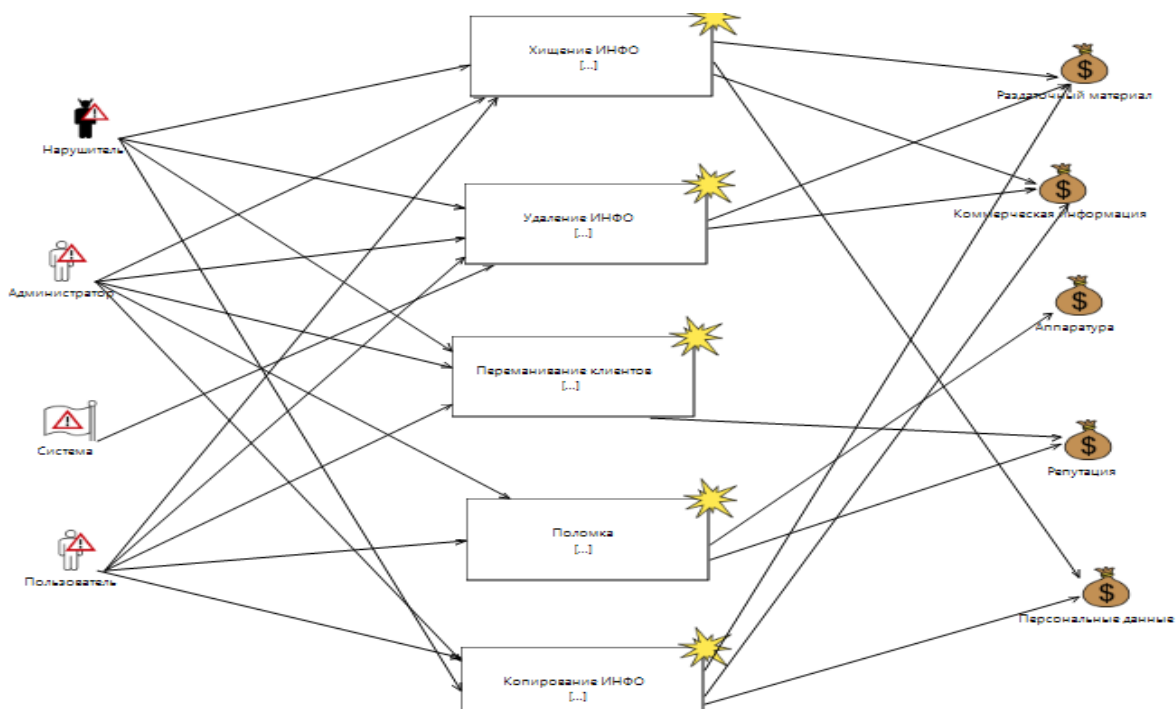 Хищение ИНФО
[...]
Раздаточный материал
Нарушитель
Удаление ИНФО
[...]
Коммерческая информация
Администратор
Аппаратура
Переманивание клиентов
[...]
Система
Репутация
Поломка
[...]
Пользователь
Персональные данные
Копирование ИНФО
[...]